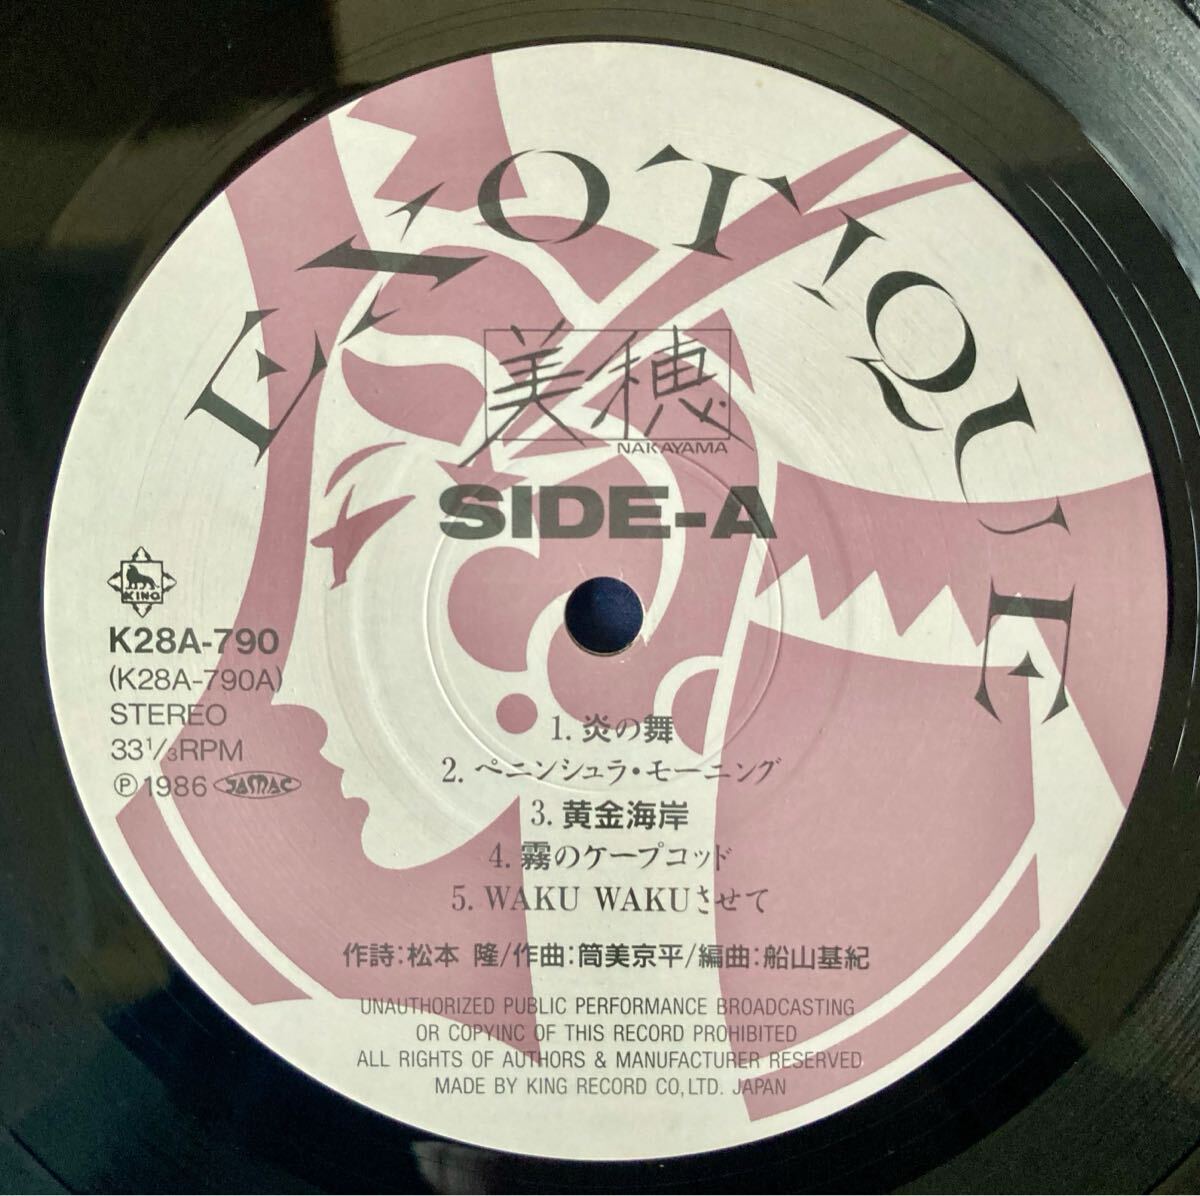 EXOTIQUE
美穂
NAKAYAMA
SIDE-A
KING
K28A-790
(K28A-790A)
STEREO
33 1/3RPM
Ⓟ1986 JASRAC
1. 炎の舞
2. ペニンシュラ・モーニング
3. 黄金海岸
4. 霧のケープコッド
5. WAKU WAKUさせて
作詩:松本 隆/作曲:筒美京平/編曲:船山基紀
UNAUTHORIZED PUBLIC PERFORMANCE BROADCASTING
OR COPYINC OF THIS RECORD PROHIBITED
ALL RIGHTS OF AUTHORS & MANUFACTURER RESERVED
MADE BY KING RECORD CO,LTD. JAPAN